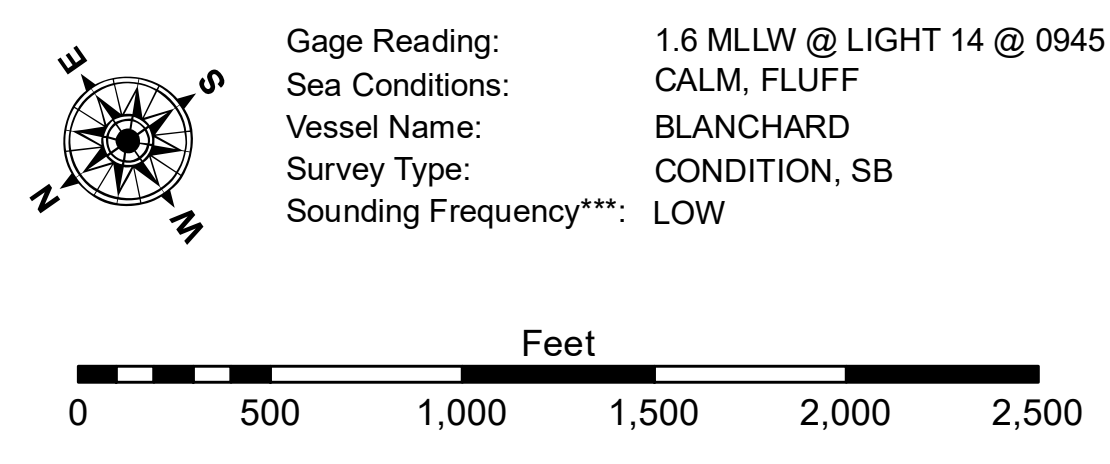 E
S
N
W
Gage Reading: 1.6 MLLW @ LIGHT 14 @ 0945
Sea Conditions: CALM, FLUFF
Vessel Name: BLANCHARD
Survey Type: CONDITION, SB
Sounding Frequency***: LOW
Feet
0 500 1,000 1,500 2,000 2,500